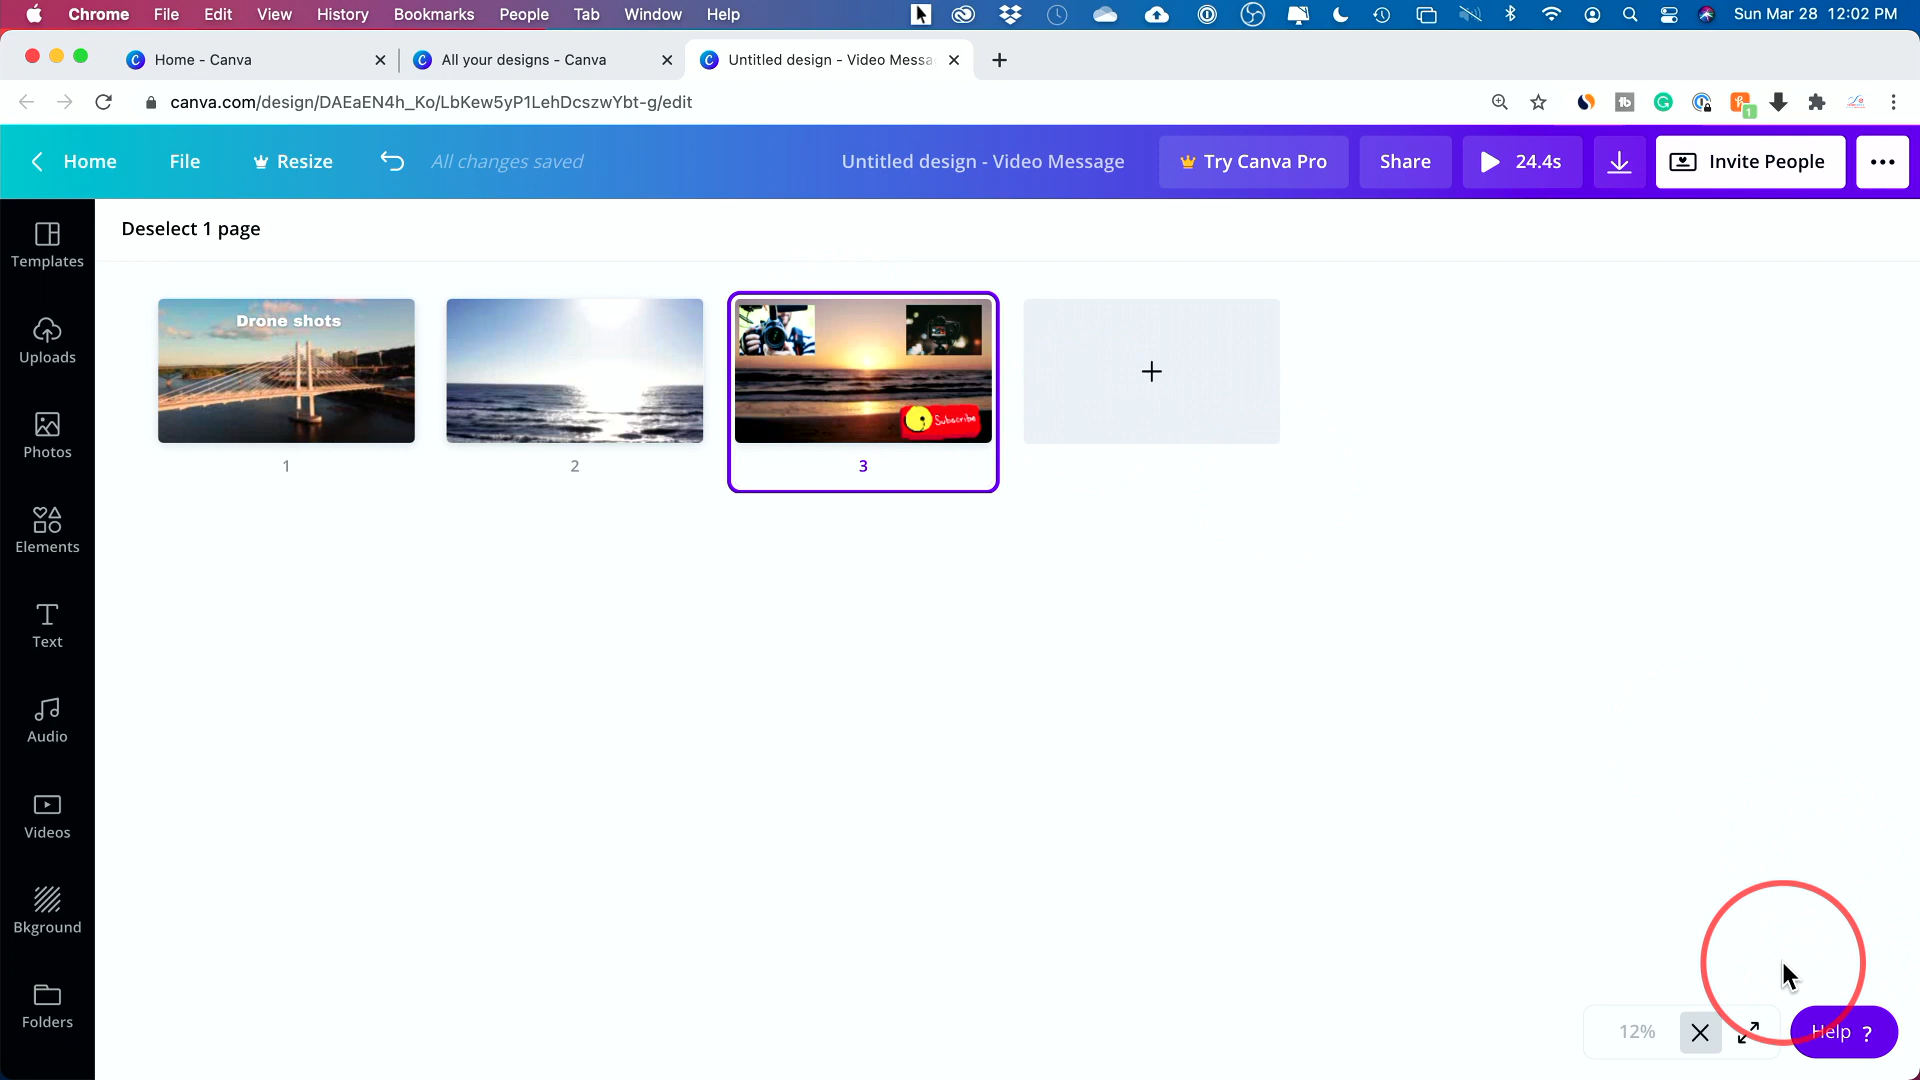 Chrome File Edit View History Bookmarks People Tab Window Help Sun Mar 28 12:02 PM
Home - Canva All your designs - Canva Untitled design - Video Messa
canva.com/design/DAEaEN4h_Ko/LbKew5yP1LehDcszwYbt-g/edit
Home File Resize All changes saved Untitled design - Video Message Try Canva Pro Share 24.4s Invite People
Deselect 1 page
Templates
Uploads
Photos
Elements
Text
Audio
Videos
Bkground
Folders
Drone shots
Subscribe
1 2 3
12% Help ?